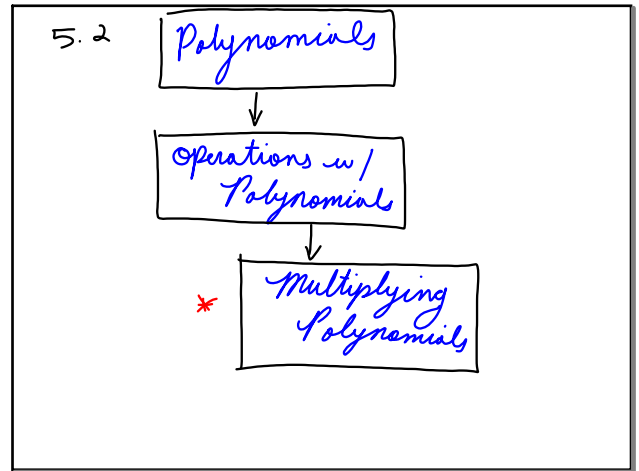 5.2
Polynomials
Operations w/
Polynomials
* Multiplying
Polynomials